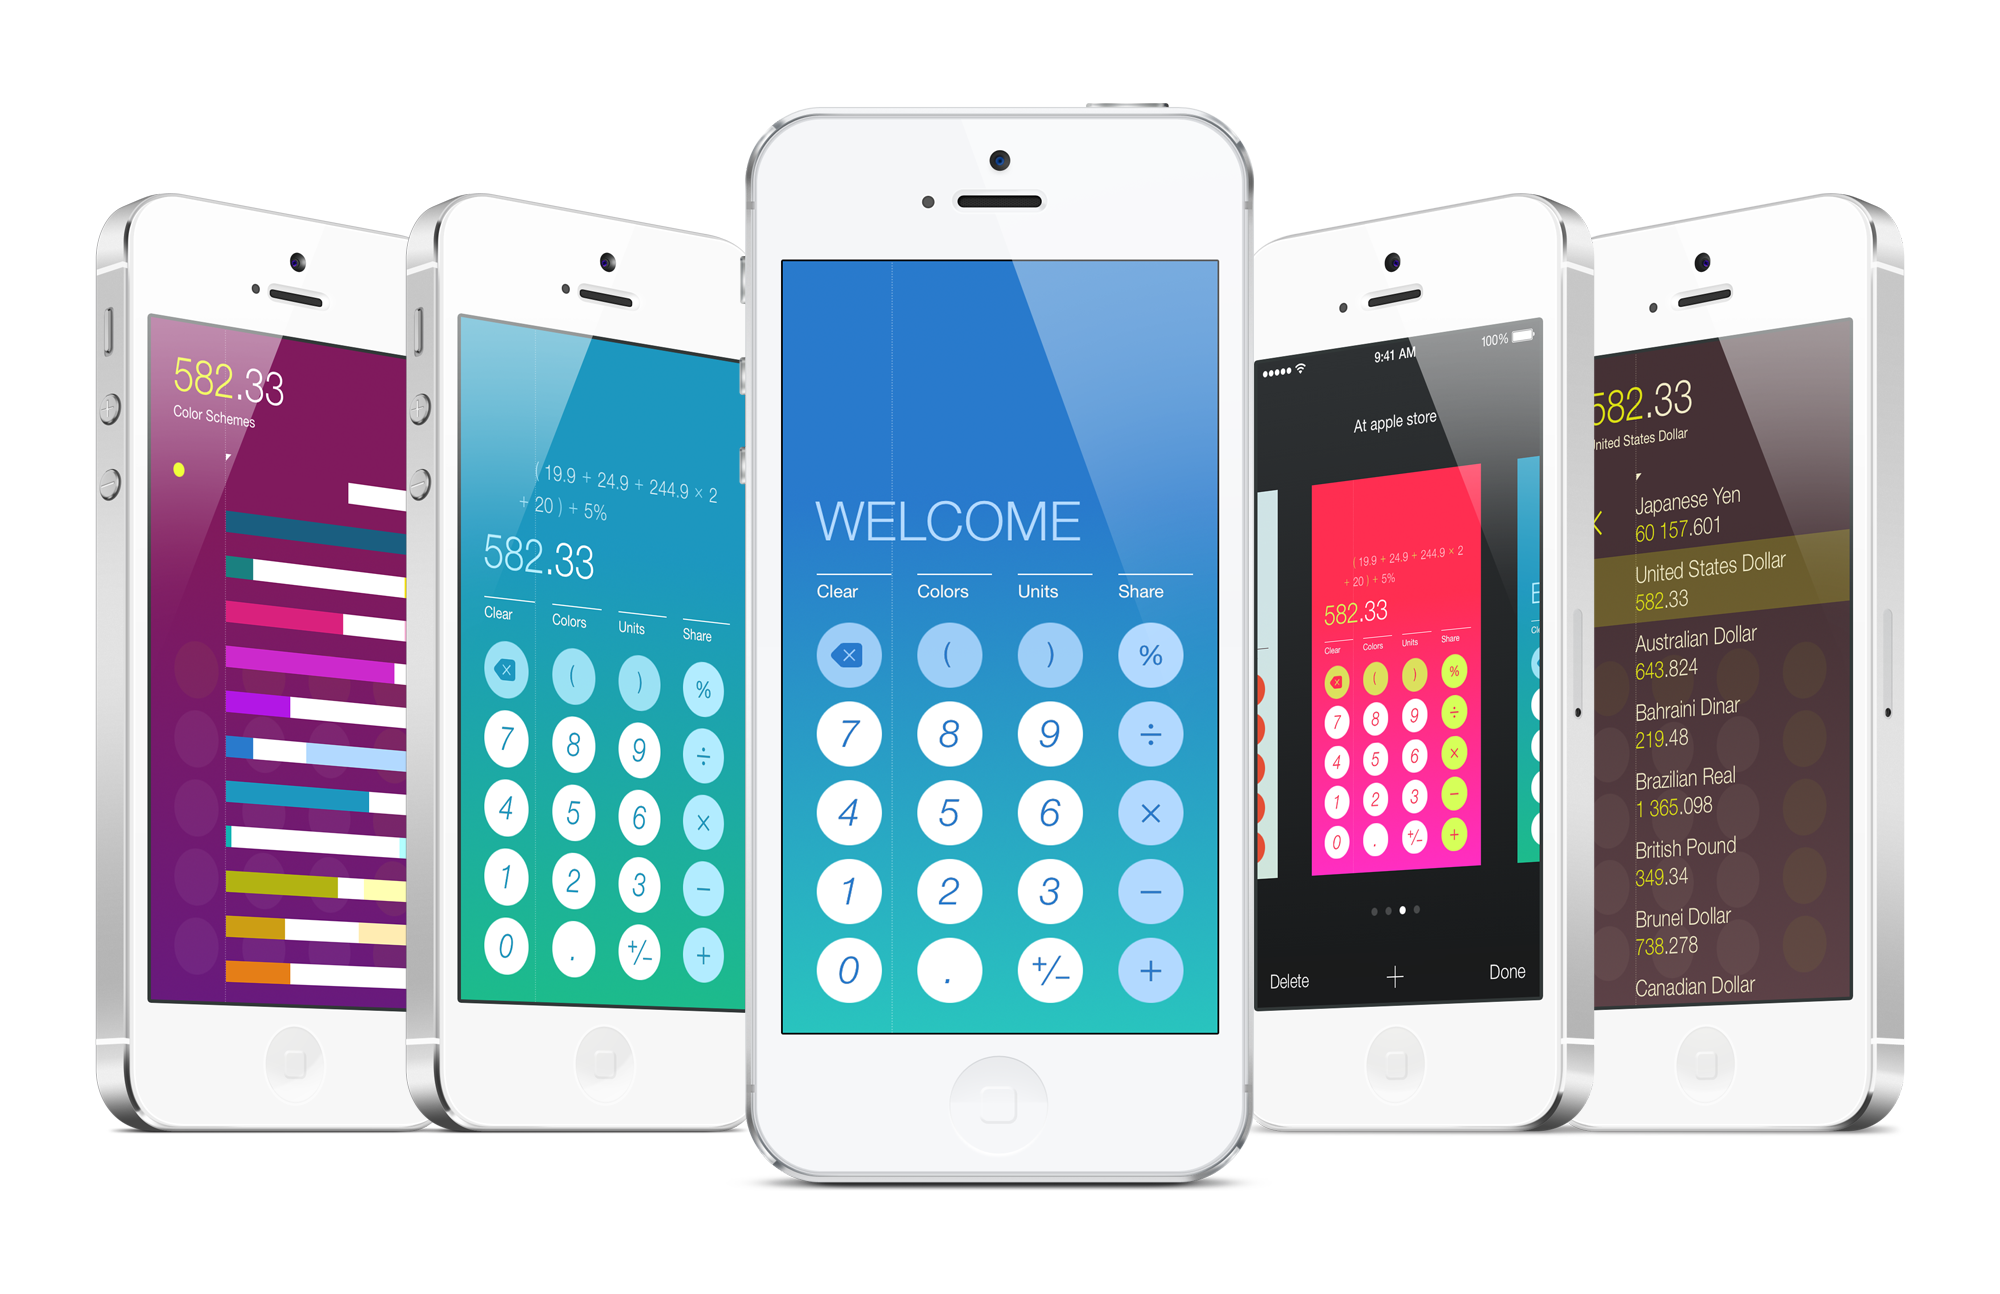 582.33
Color Schemes
( 19.9 + 24.9 + 244.9 × 2
+ 20 ) + 5%
582.33
Clear Colors Units Share
( ) %
7 8 9 ÷
4 5 6 ×
1 2 3 −
0 . +/− +
WELCOME
Clear Colors Units Share
( ) %
7 8 9 ÷
4 5 6 ×
1 2 3 −
0 . +/− +
9:41 AM 100%
At apple store
( 19.9 + 24.9 + 244.9 × 2
+ 20 ) + 5%
582.33
Clear Colors Units Share
( ) %
7 8 9 ÷
4 5 6 ×
1 2 3 −
0 . +/− +
Delete + Done
582.33
United States Dollar
Japanese Yen
60 157.601
United States Dollar
582.33
Australian Dollar
643.824
Bahraini Dinar
219.48
Brazilian Real
1 365.098
British Pound
349.34
Brunei Dollar
738.278
Canadian Dollar